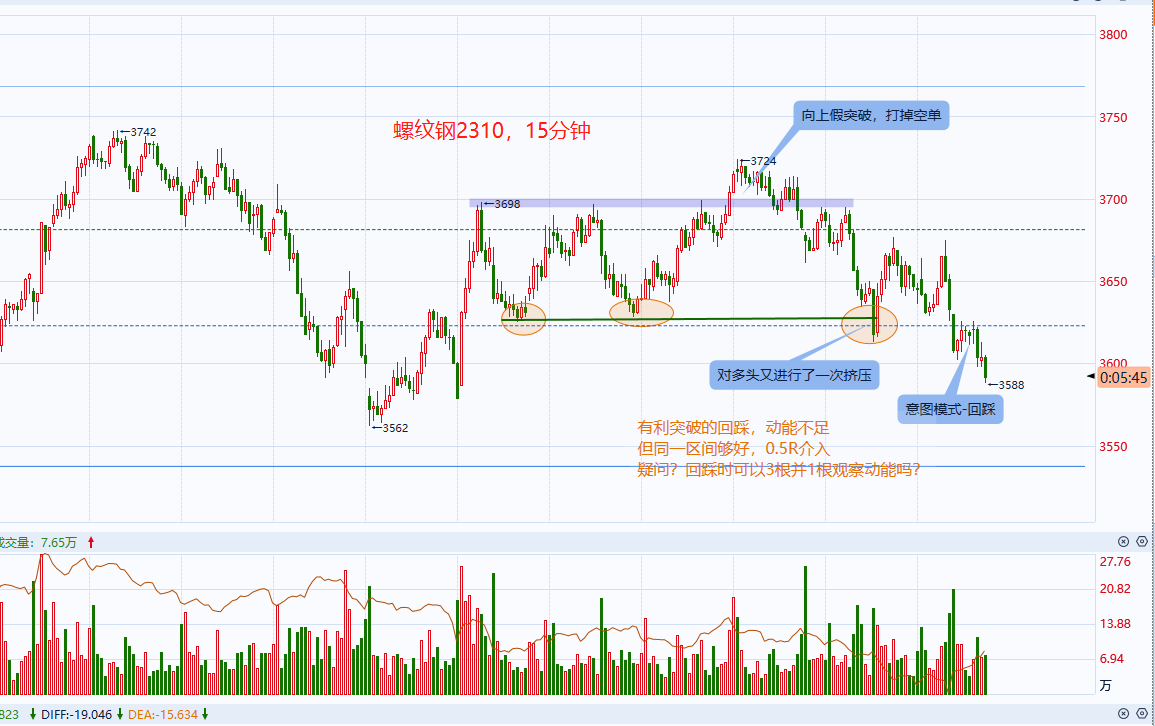 3800
3750
向上假突破，打掉空单
螺纹钢2310，15分钟
←3742
←3724
3700
←3698
3650
3600
对多头又进行了一次挤压
0:05:45
←3588
意图模式-回踩
←3562
有利突破的回踩，动能不足
但同一区间够好，0.5R介入
疑问？回踩时可以3根并1根观察动能吗？
3550
成交量：7.65万
27.76
20.82
13.88
6.94
万
823 DIFF:-19.046 DEA:-15.634